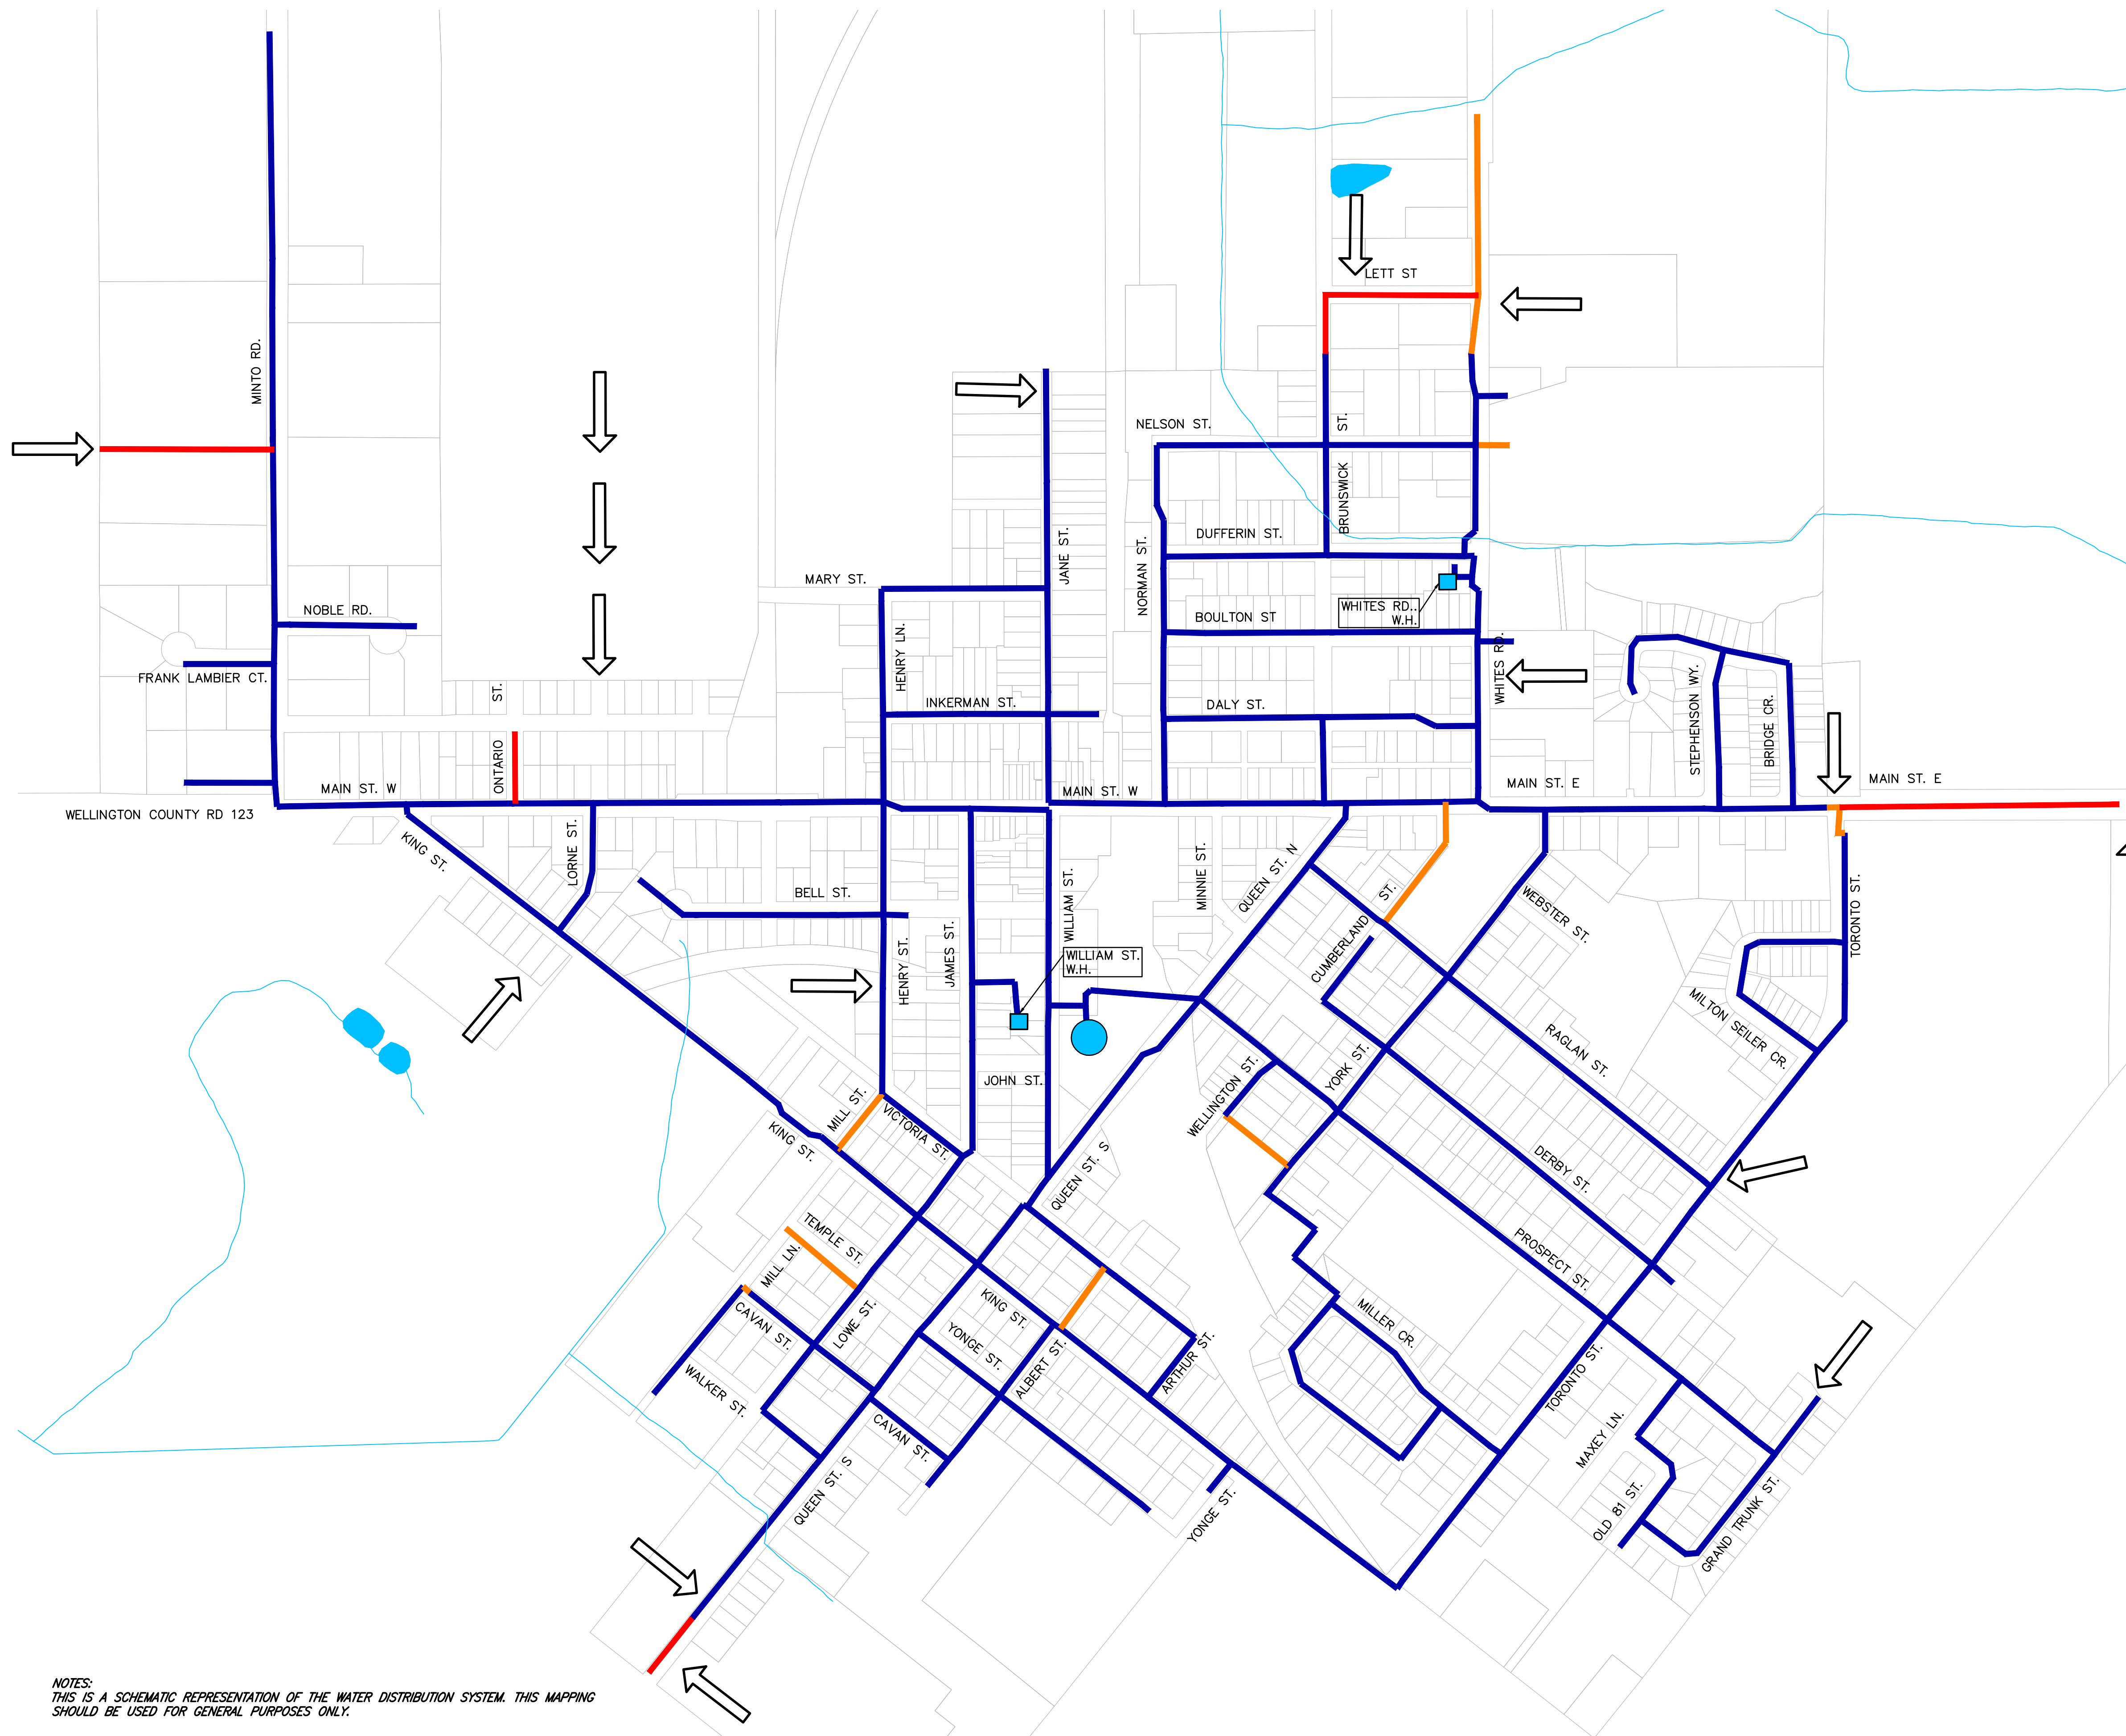 LETT ST
MINTO RD.
NELSON ST.
ST.
BRUNSWICK
DUFFERIN ST.
JANE ST.
NORMAN ST.
MARY ST.
NOBLE RD.
WHITES RD..
W.H.
BOULTON ST
HENRY LN.
WHITES RD.
FRANK LAMBIER CT.
ST.
INKERMAN ST.
DALY ST.
STEPHENSON WY.
BRIDGE CR.
ONTARIO
MAIN ST. W
MAIN ST. W
MAIN ST. E
MAIN ST. E
WELLINGTON COUNTY RD 123
KING ST.
LORNE ST.
BELL ST.
WILLIAM ST.
MINNIE ST.
QUEEN ST. N
ST.
CUMBERLAND
WEBSTER ST.
TORONTO ST.
HENRY ST.
JAMES ST.
WILLIAM ST.
W.H.
MILTON SEILER CR.
RAGLAN ST.
JOHN ST.
WELLINGTON ST.
YORK ST.
MILL ST.
VICTORIA ST.
KING ST.
QUEEN ST. S
DERBY ST.
TEMPLE ST.
MILL LN.
PROSPECT ST.
CAVAN ST.
LOWE ST.
KING ST.
YONGE ST.
ALBERT ST.
ARTHUR ST.
MILLER CR.
WALKER ST.
TORONTO ST.
CAVAN ST.
MAXEY LN.
QUEEN ST. S
YONGE ST.
OLD 81 ST.
GRAND TRUNK ST.
NOTES:
THIS IS A SCHEMATIC REPRESENTATION OF THE WATER DISTRIBUTION SYSTEM. THIS MAPPING
SHOULD BE USED FOR GENERAL PURPOSES ONLY.